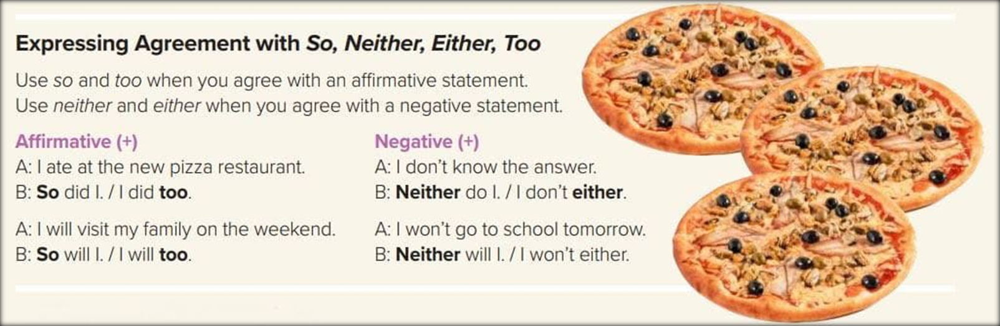 Expressing Agreement with So, Neither, Either, Too
Use so and too when you agree with an affirmative statement.
Use neither and either when you agree with a negative statement.
Affirmative (+)
A: I ate at the new pizza restaurant.
B: So did I. / I did too.
A: I will visit my family on the weekend.
B: So will I. / I will too.
Negative (+)
A: I don't know the answer.
B: Neither do I. / I don't either.
A: I won't go to school tomorrow.
B: Neither will I. / I won't either.